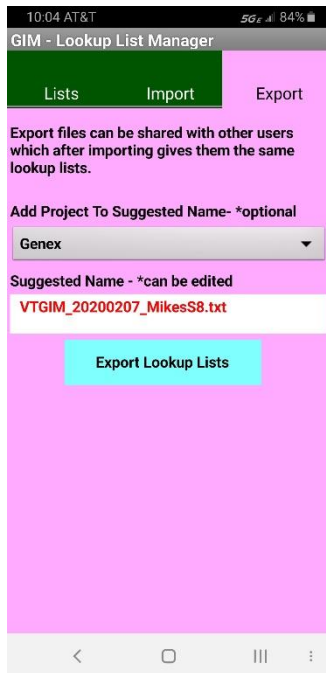 10:04 AT&T 5GE 84%
GIM - Lookup List Manager
Lists Import Export
Export files can be shared with other users
which after importing gives them the same
lookup lists.
Add Project To Suggested Name- *optional
Genex
Suggested Name - *can be edited
VTGIM_20200207_MikesS8.txt
Export Lookup Lists